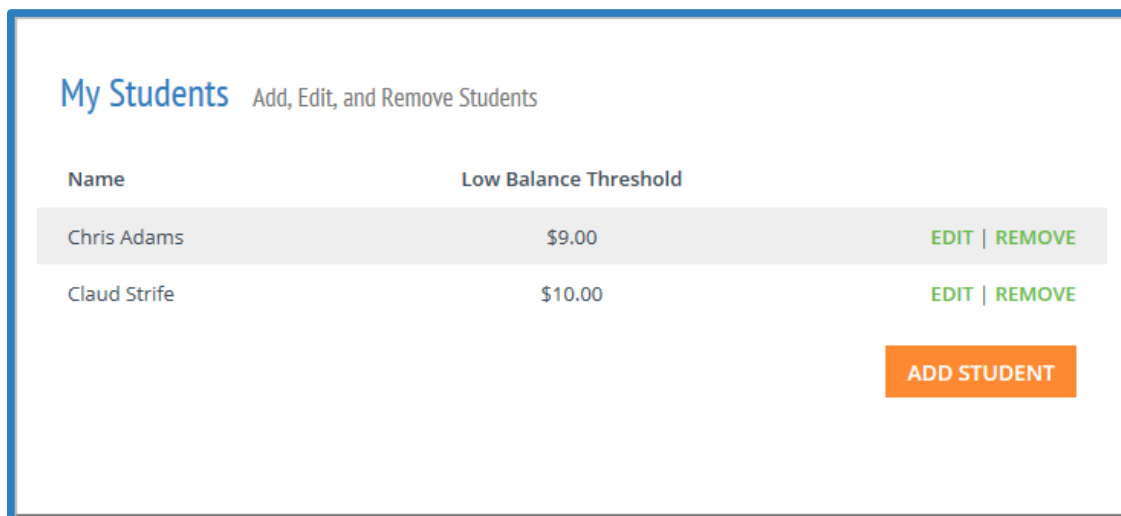 My Students Add, Edit, and Remove Students
Name Low Balance Threshold
Chris Adams $9.00 EDIT | REMOVE
Claud Strife $10.00 EDIT | REMOVE
ADD STUDENT